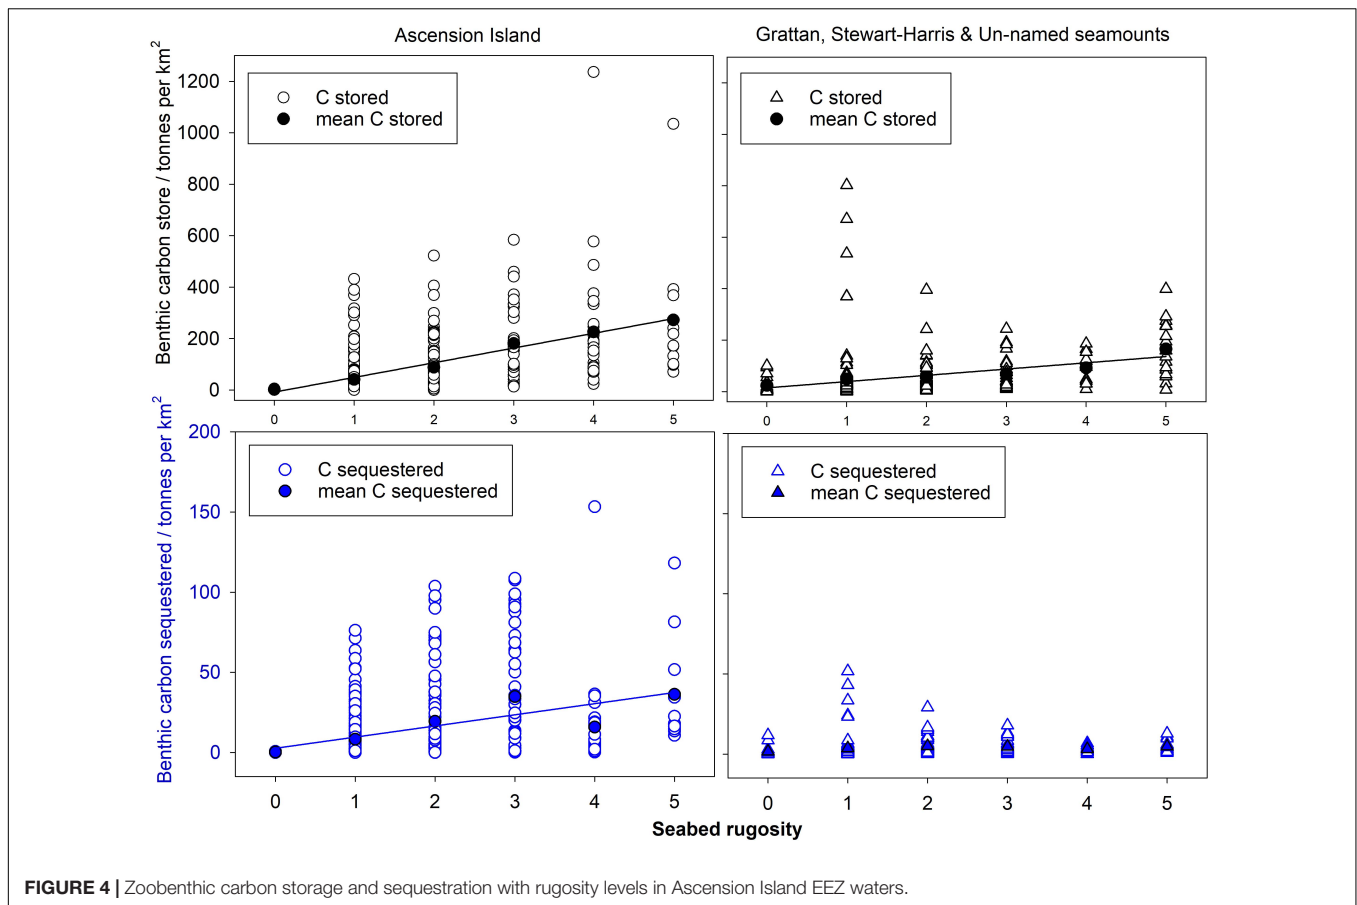 Ascension Island
Grattan, Stewart-Harris & Un-named seamounts
Benthic carbon store / tonnes per km²
1200
1000
800
600
400
200
0
C stored
mean C stored
0 1 2 3 4 5
C stored
mean C stored
0 1 2 3 4 5
Benthic carbon sequestered / tonnes per km²
200
150
100
50
0
C sequestered
mean C sequestered
0 1 2 3 4 5
C sequestered
mean C sequestered
0 1 2 3 4 5
Seabed rugosity
FIGURE 4 | Zoobenthic carbon storage and sequestration with rugosity levels in Ascension Island EEZ waters.